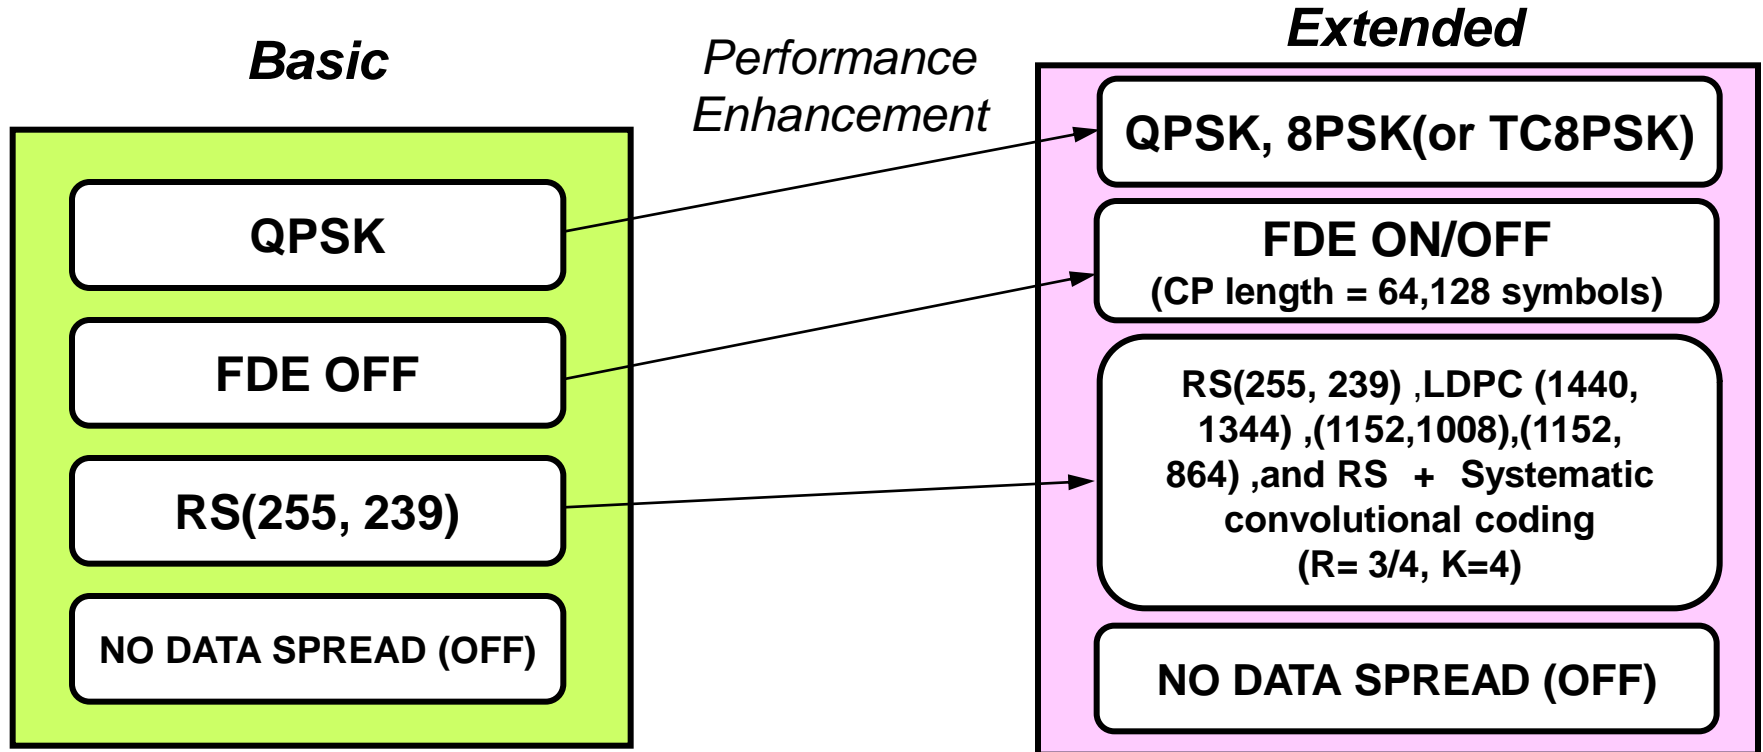 Basic
Performance
Enhancement
Extended
QPSK
FDE OFF
RS(255, 239)
NO DATA SPREAD (OFF)
QPSK, 8PSK(or TC8PSK)
FDE ON/OFF
(CP length = 64,128 symbols)
RS(255, 239) ,LDPC (1440,
1344) ,(1152,1008),(1152,
864) ,and RS + Systematic
convolutional coding
(R= 3/4, K=4)
NO DATA SPREAD (OFF)